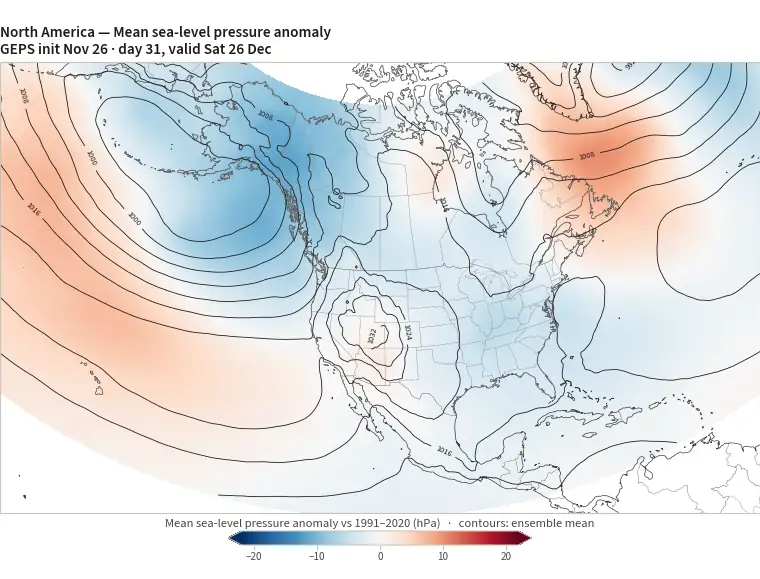 North America — Mean sea-level pressure anomaly
GEPS init Nov 26 · day 31, valid Sat 26 Dec
1008
1008
1000
1008
1016
1016
1000
1032
1024
1016
Mean sea-level pressure anomaly vs 1991–2020 (hPa) · contours: ensemble mean
−20 −10 0 10 20